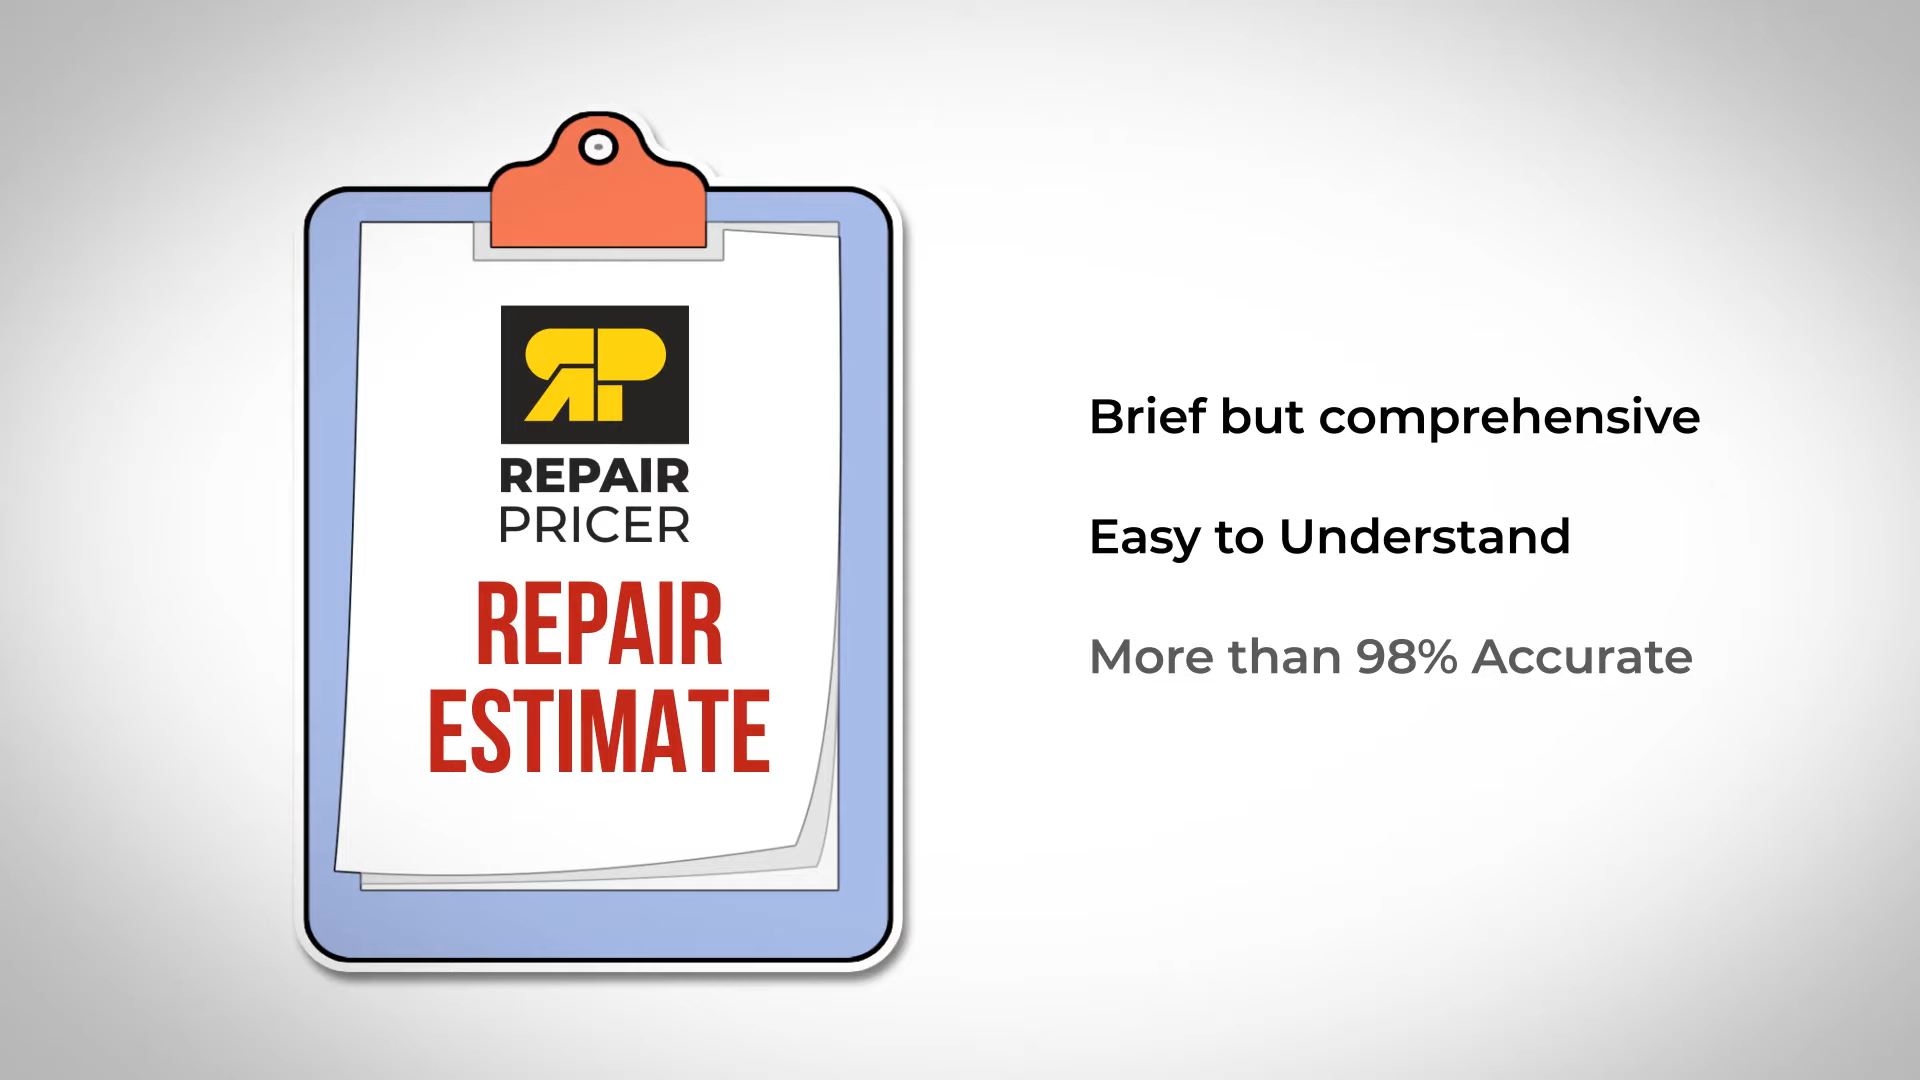 REPAIR
PRICER
REPAIR
ESTIMATE
Brief but comprehensive
Easy to Understand
More than 98% Accurate